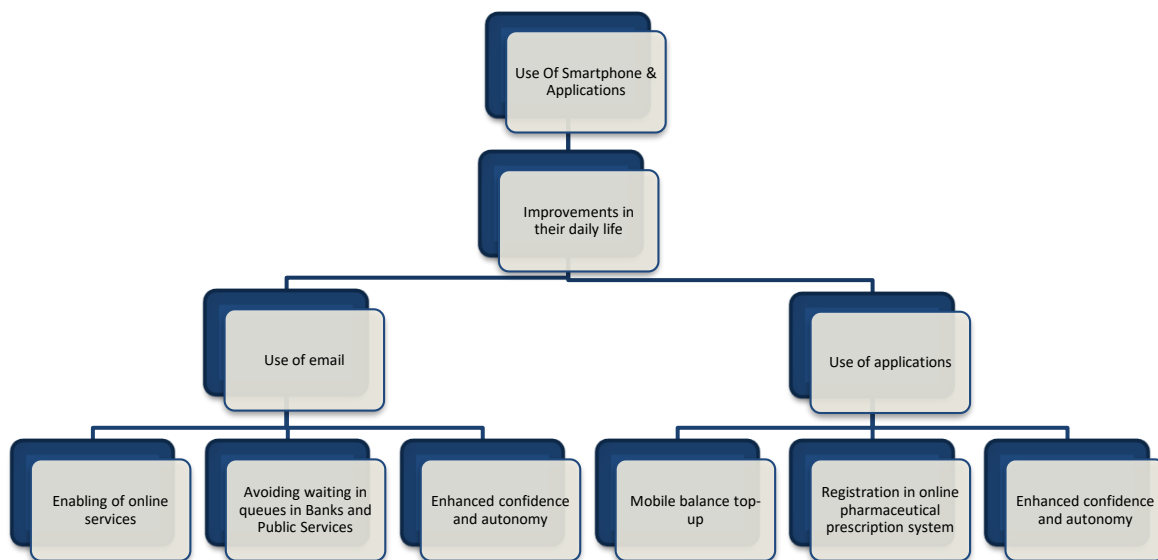 Use Of Smartphone &
Applications
Improvements in
their daily life
Use of email
Use of applications
Enabling of online
services
Avoiding waiting in
queues in Banks and
Public Services
Enhanced confidence
and autonomy
Mobile balance top-
up
Registration in online
pharmaceutical
prescription system
Enhanced confidence
and autonomy